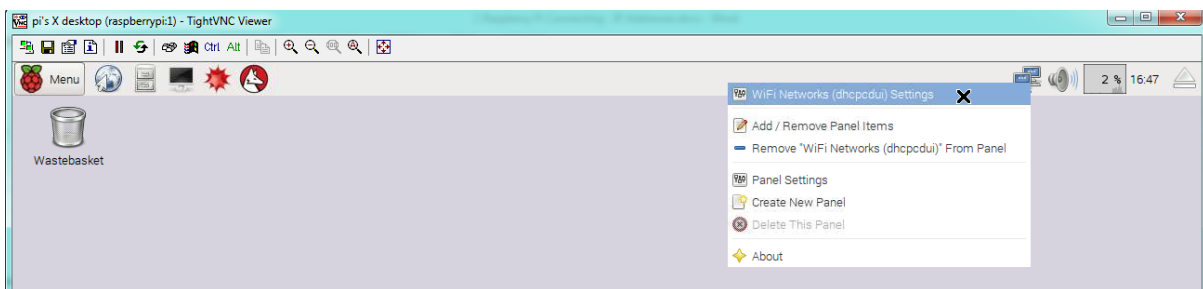 pi's X desktop (raspberrypi:1) - TightVNC Viewer
Ctrl Alt
Menu
2 % 16:47
WiFi Networks (dhcpcdui) Settings
Add / Remove Panel Items
Remove "WiFi Networks (dhcpcdui)" From Panel
Panel Settings
Create New Panel
Delete This Panel
About
Wastebasket